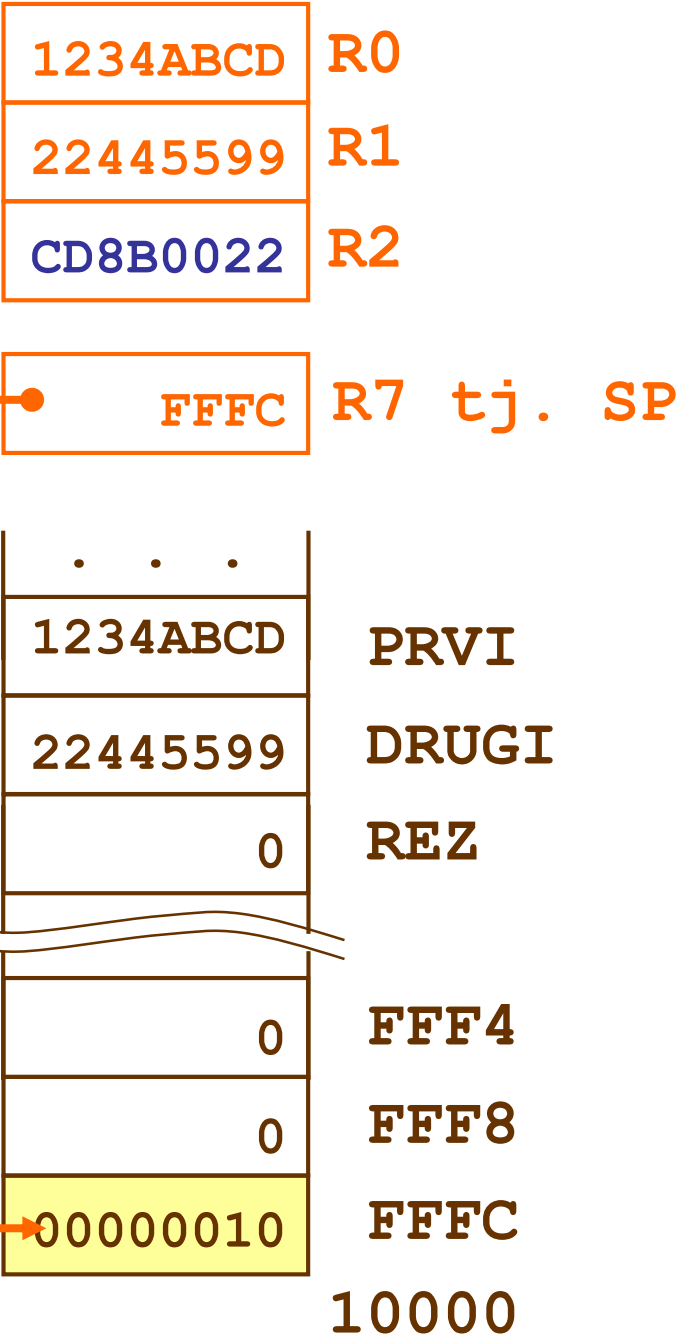 1234ABCD R0
22445599 R1
CD8B0022 R2
FFFC R7 tj. SP
. . .
1234ABCD PRVI
22445599 DRUGI
0 REZ
0 FFF4
0 FFF8
00000010 FFFC
10000